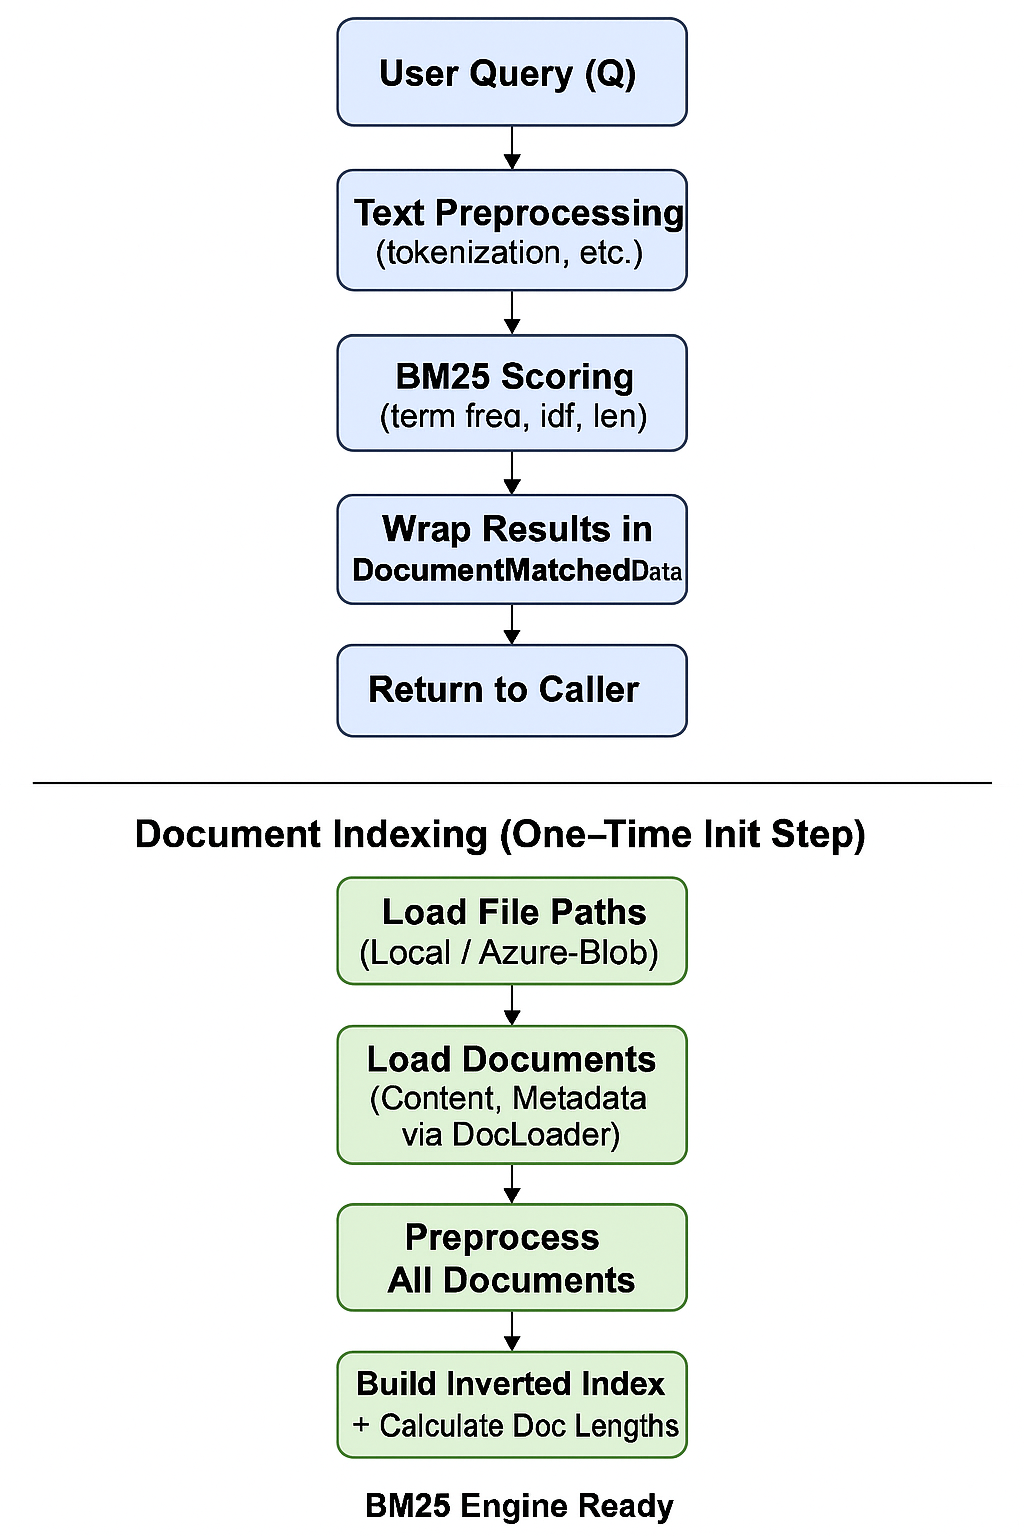 User Query (Q)
Text Preprocessing
(tokenization, etc.)
BM25 Scoring
(term freɑ, idf, len)
Wrap Results in
DocumentMatchedData
Return to Caller
Document Indexing (One–Time Init Step)
Load File Paths
(Local / Azure-Blob)
Load Documents
(Content, Metadata
via DocLoader)
Preprocess
All Documents
Build Inverted Index
+ Calculate Doc Lengths
BM25 Engine Ready